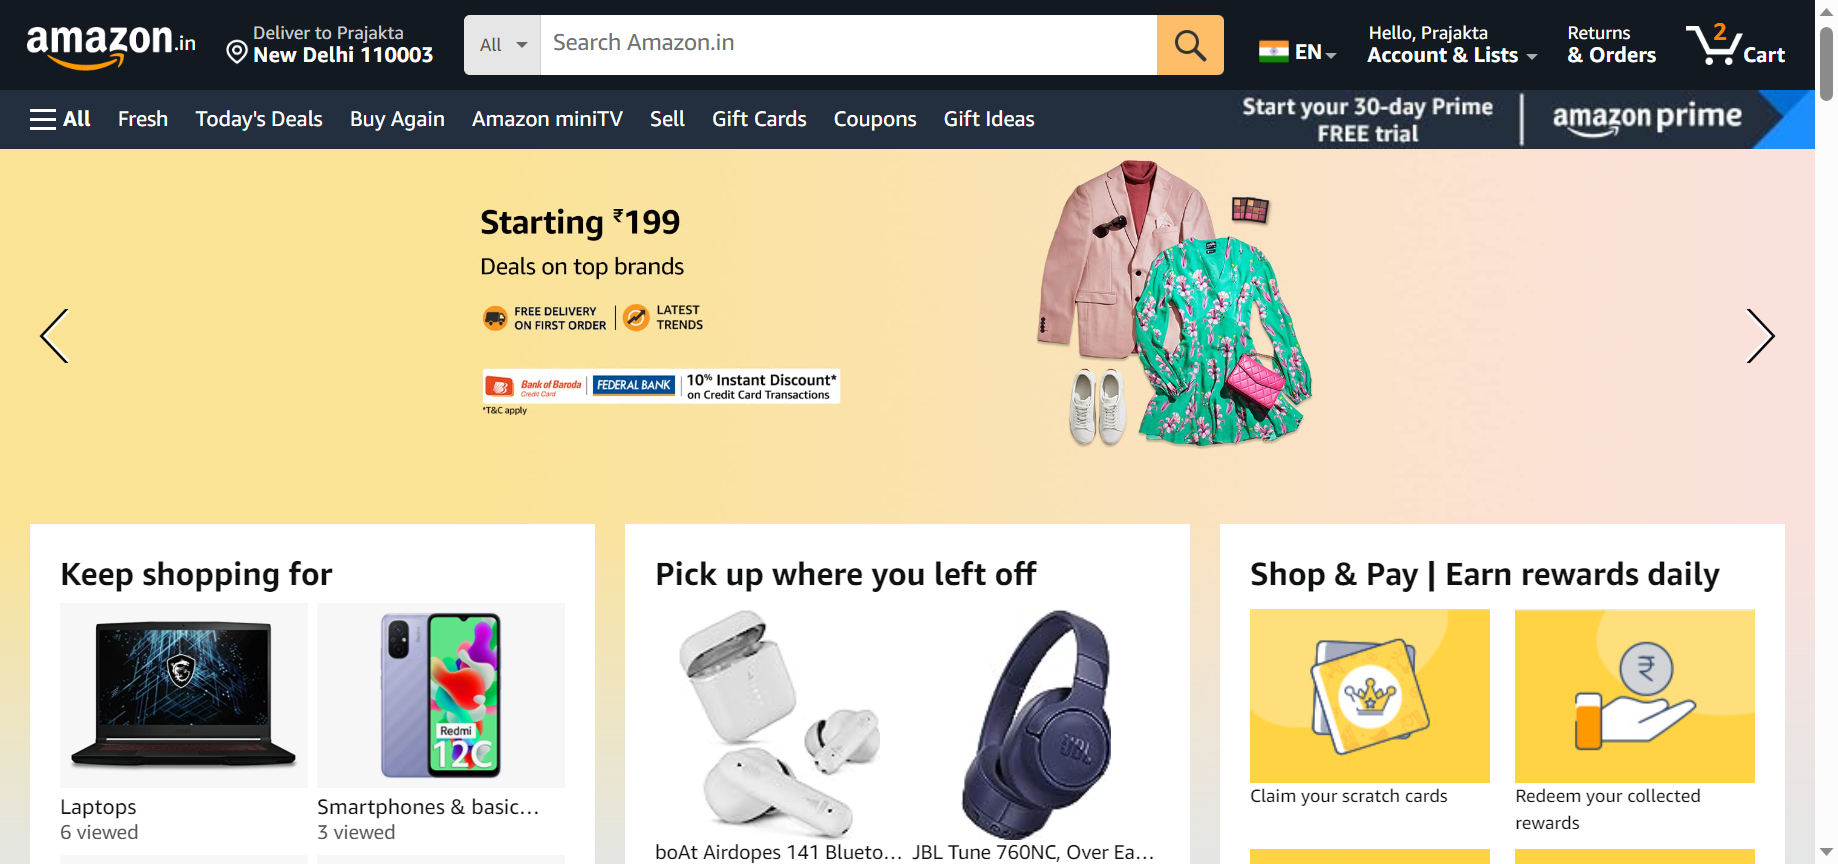 amazon.in
Deliver to Prajakta
New Delhi 110003
All
Search Amazon.in
EN
Hello, Prajakta
Account & Lists
Returns
& Orders
2
Cart
All
Fresh
Today's Deals
Buy Again
Amazon miniTV
Sell
Gift Cards
Coupons
Gift Ideas
Start your 30-day Prime
FREE trial
amazon prime
Starting ₹199
Deals on top brands
FREE DELIVERY
ON FIRST ORDER
LATEST
TRENDS
Bank of Baroda
Credit Card
FEDERAL BANK
10% Instant Discount*
on Credit Card Transactions
*T&C apply
Keep shopping for
Redmi
12C
Laptops
6 viewed
Smartphones & basic...
3 viewed
Pick up where you left off
JBL
boAt Airdopes 141 Blueto...
JBL Tune 760NC, Over Ea...
Shop & Pay | Earn rewards daily
₹
Claim your scratch cards
Redeem your collected
rewards